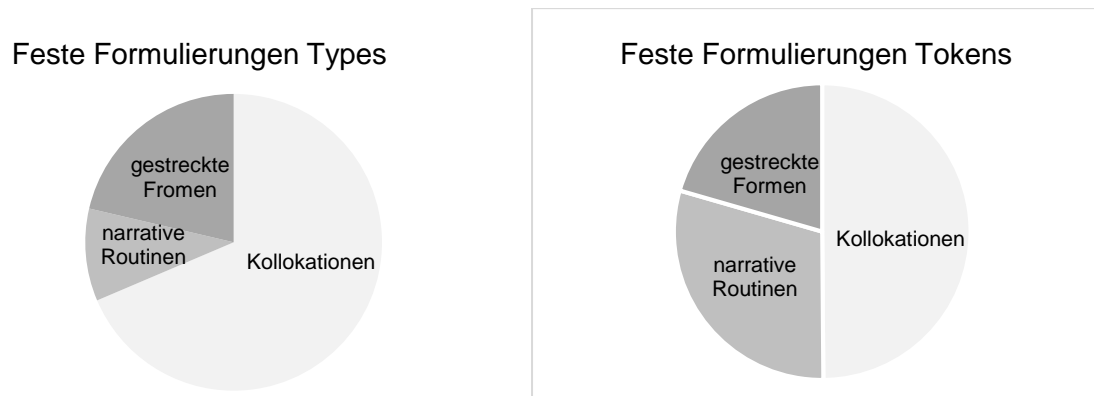 Feste Formulierungen Types
gestreckte
Fromen
narrative
Routinen
Kollokationen
Feste Formulierungen Tokens
gestreckte
Formen
narrative
Routinen
Kollokationen